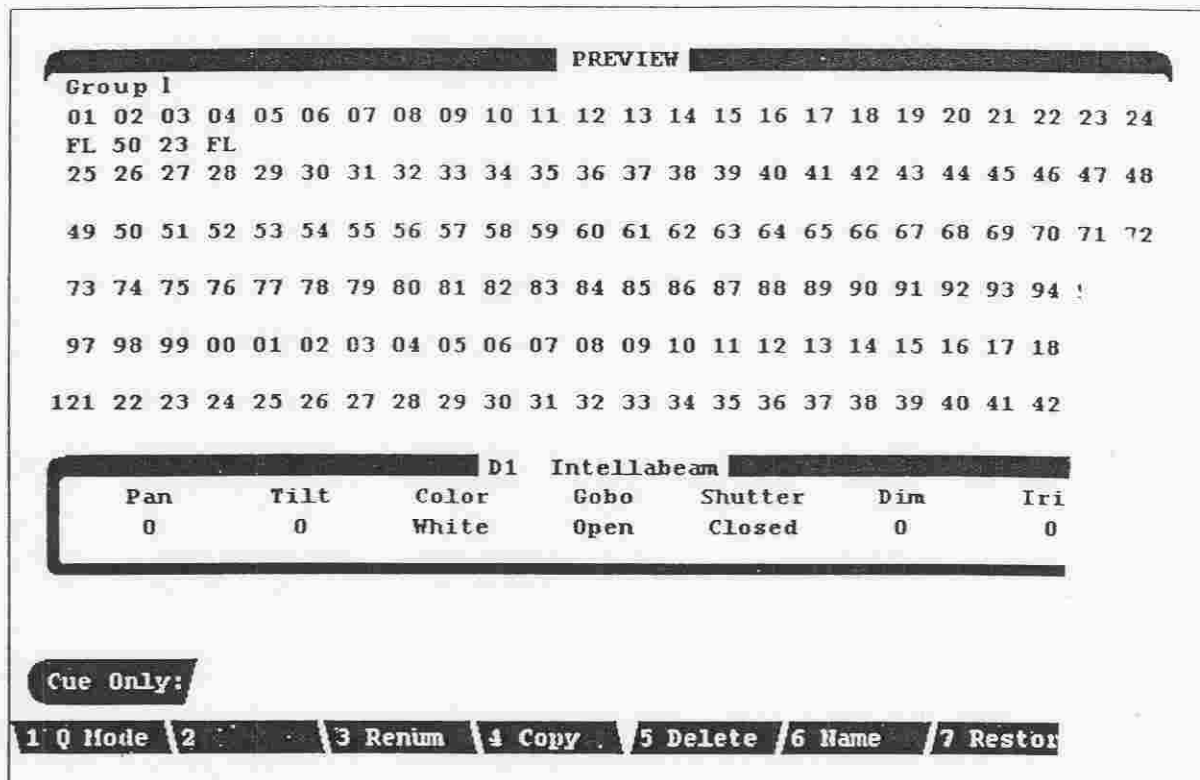 PREVIEW
Group 1
01 02 03 04 05 06 07 08 09 10 11 12 13 14 15 16 17 18 19 20 21 22 23 24
FL 50 23 FL
25 26 27 28 29 30 31 32 33 34 35 36 37 38 39 40 41 42 43 44 45 46 47 48
49 50 51 52 53 54 55 56 57 58 59 60 61 62 63 64 65 66 67 68 69 70 71 72
73 74 75 76 77 78 79 80 81 82 83 84 85 86 87 88 89 90 91 92 93 94
97 98 99 00 01 02 03 04 05 06 07 08 09 10 11 12 13 14 15 16 17 18
121 22 23 24 25 26 27 28 29 30 31 32 33 34 35 36 37 38 39 40 41 42
D1 Intellabeam
Pan Tilt Color Gobo Shutter Dim Iri
0 0 White Open Closed 0 0
Cue Only:
1 Q Mode 2 3 Renum 4 Copy 5 Delete 6 Name 7 Restor